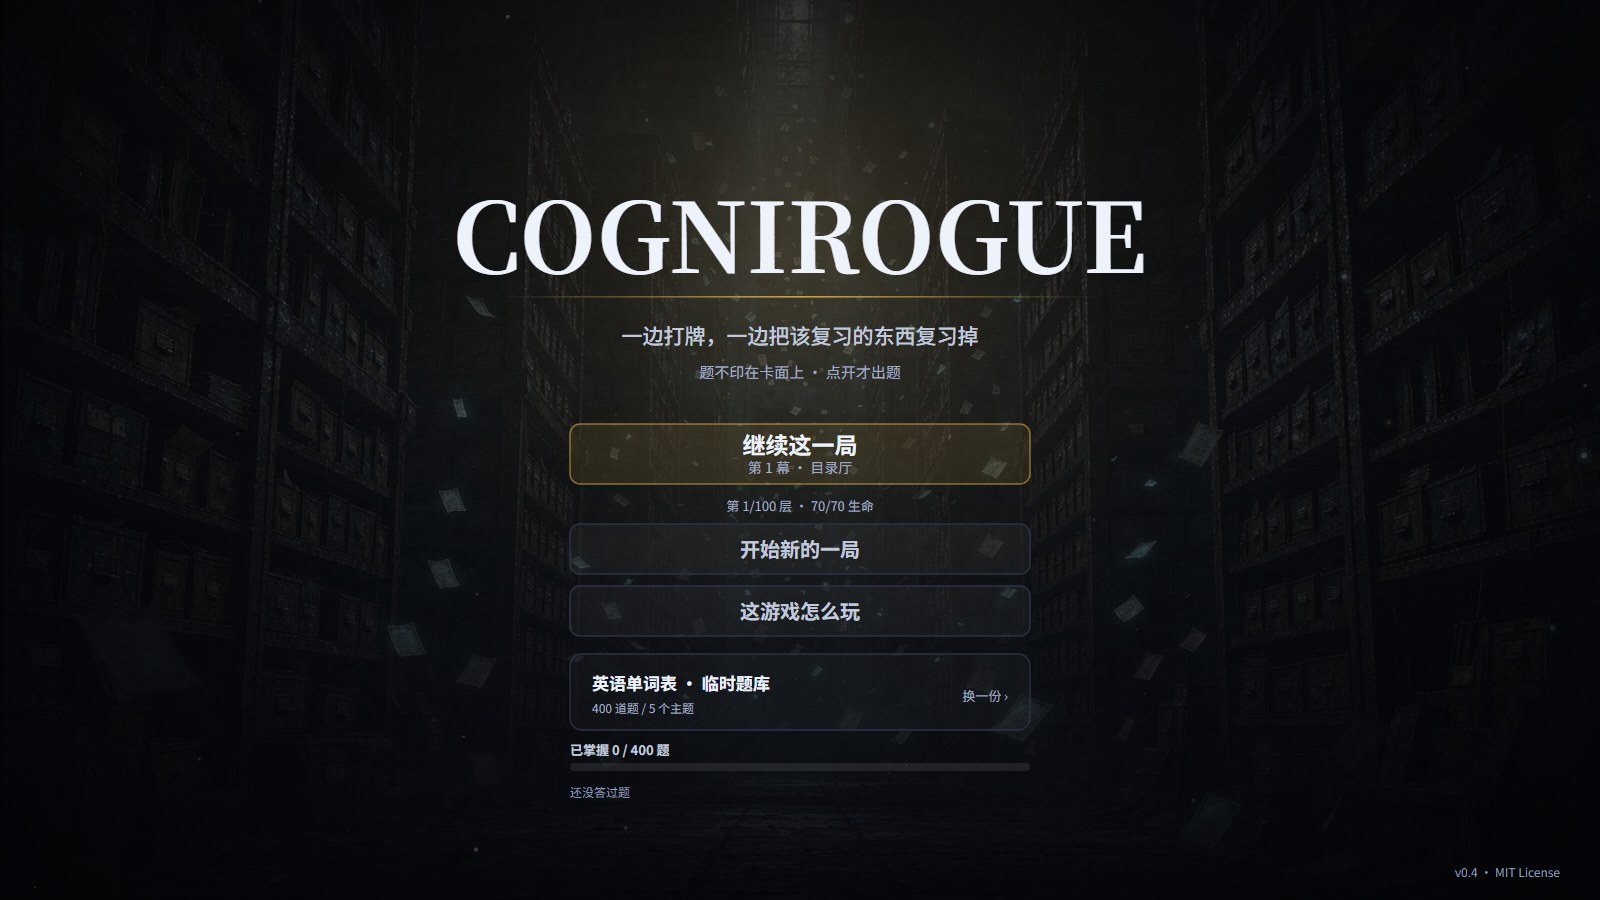 COGNIROGUE
一边打牌，一边把该复习的东西复习掉
题不印在卡面上 · 点开才出题
继续这一局
第 1 幕 · 目录厅
第 1/100 层 · 70/70 生命
开始新的一局
这游戏怎么玩
英语单词表 · 临时题库
400 道题 / 5 个主题
换一份 ›
已掌握 0 / 400 题
还没答过题
v0.4 · MIT License